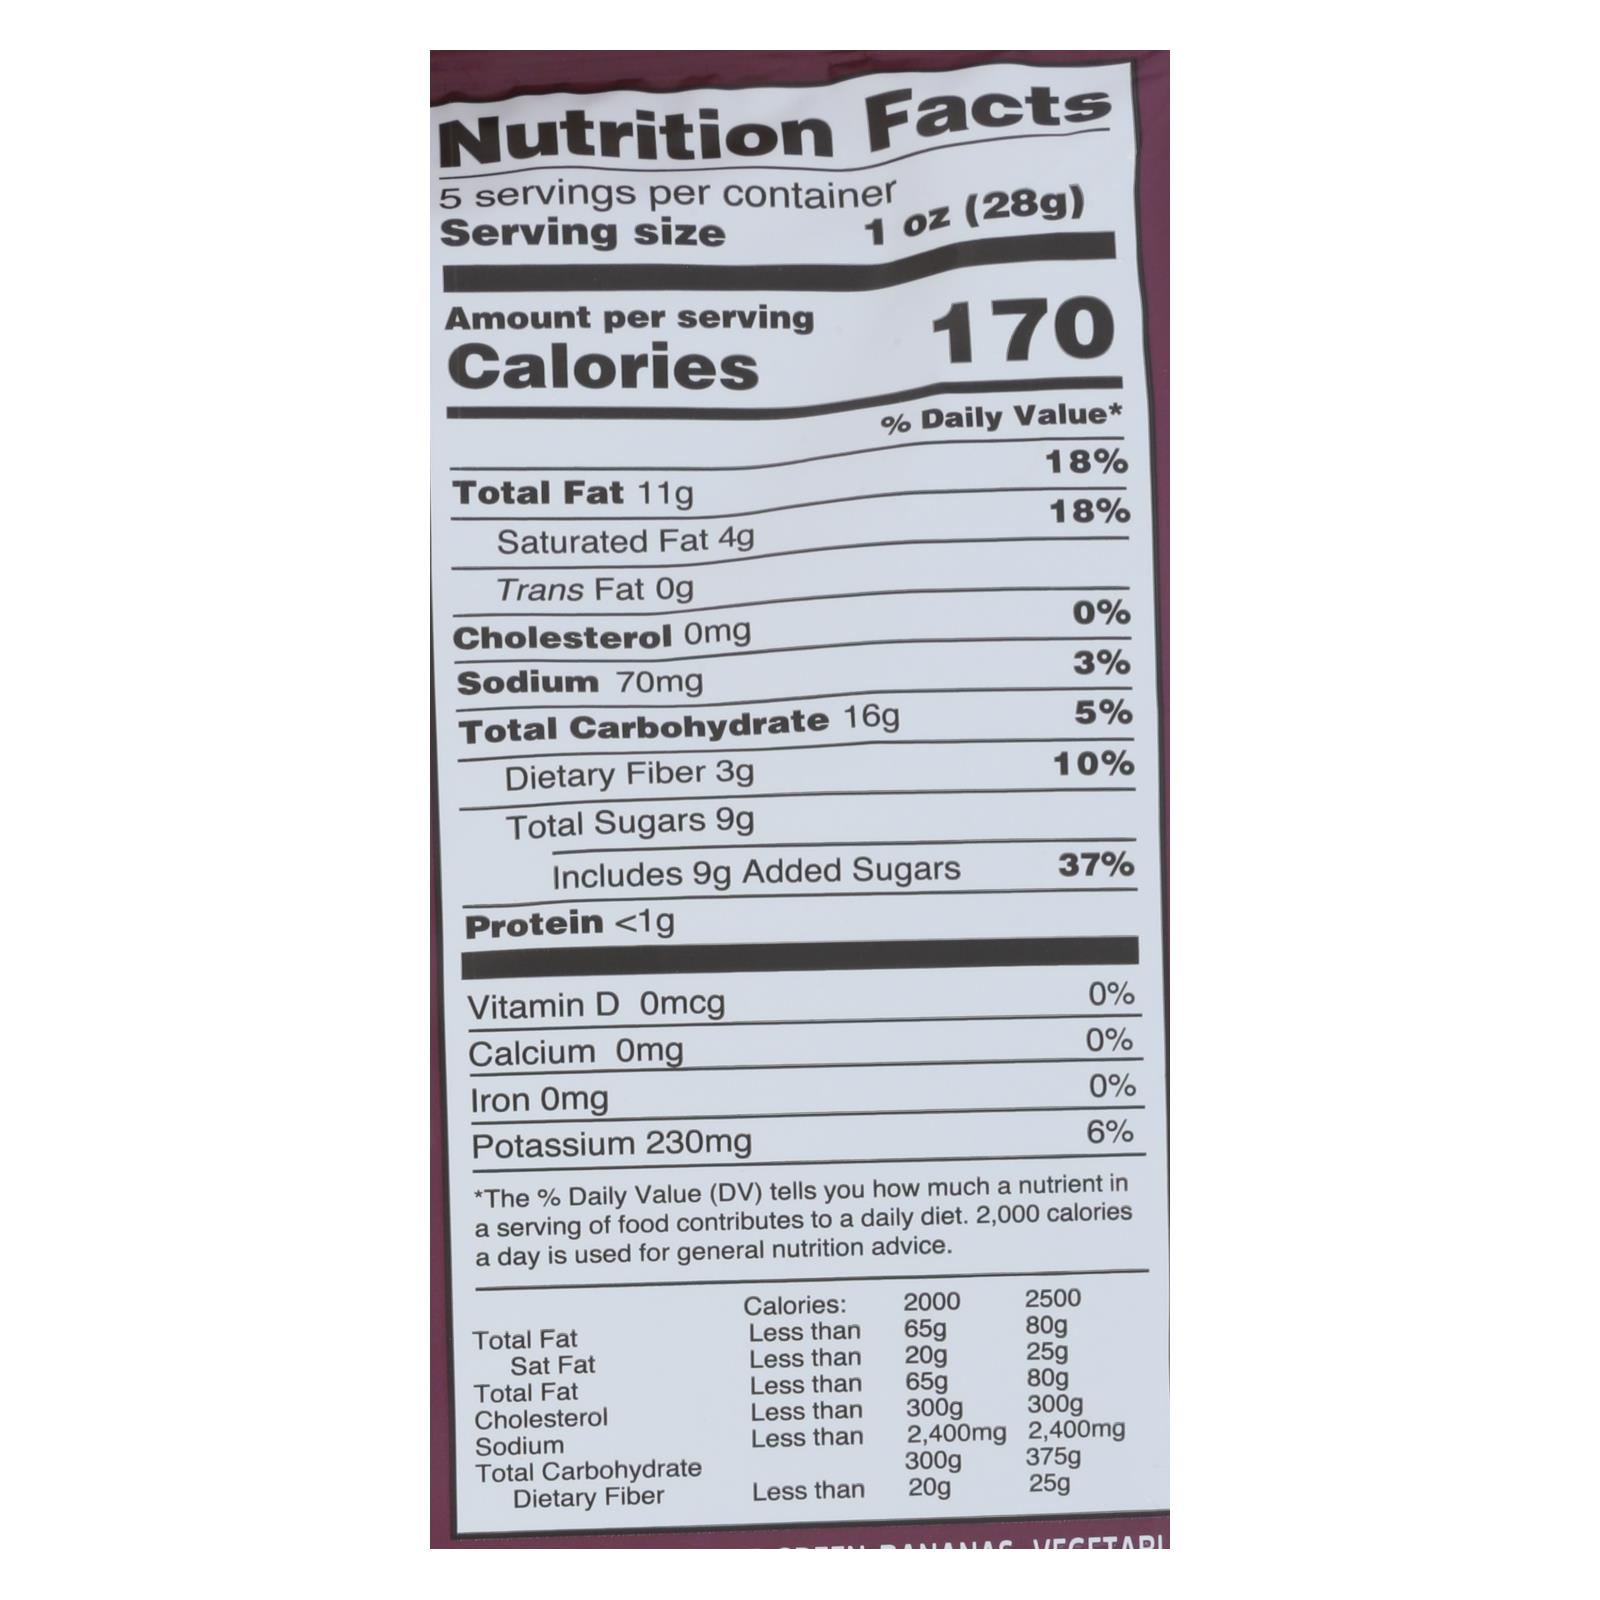 Nutrition Facts
5 servings per container
Serving size 1 oz (28g)
Amount per serving
Calories 170
% Daily Value*
Total Fat 11g 18%
Saturated Fat 4g 18%
Trans Fat 0g
Cholesterol 0mg 0%
Sodium 70mg 3%
Total Carbohydrate 16g 5%
Dietary Fiber 3g 10%
Total Sugars 9g
Includes 9g Added Sugars 37%
Protein <1g
Vitamin D 0mcg 0%
Calcium 0mg 0%
Iron 0mg 0%
Potassium 230mg 6%
*The % Daily Value (DV) tells you how much a nutrient in
a serving of food contributes to a daily diet. 2,000 calories
a day is used for general nutrition advice.
Calories: 2000 2500
Total Fat Less than 65g 80g
Sat Fat Less than 20g 25g
Total Fat Less than 65g 80g
Cholesterol Less than 300g 300g
Sodium Less than 2,400mg 2,400mg
Total Carbohydrate 300g 375g
Dietary Fiber Less than 20g 25g
GREEN BANANAS, VEGETABL